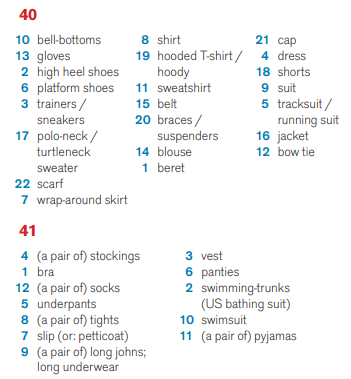 40
10 bell-bottoms
13 gloves
2 high heel shoes
6 platform shoes
3 trainers /
sneakers
17 polo-neck /
turtleneck
sweater
22 scarf
7 wrap-around skirt
8 shirt
19 hooded T-shirt /
hoody
11 sweatshirt
15 belt
20 braces /
suspenders
14 blouse
1 beret
21 cap
4 dress
18 shorts
9 suit
5 tracksuit /
running suit
16 jacket
12 bow tie
41
4 (a pair of) stockings
1 bra
12 (a pair of) socks
5 underpants
8 (a pair of) tights
7 slip (or: petticoat)
9 (a pair of) long johns;
long underwear
3 vest
6 panties
2 swimming-trunks
(US bathing suit)
10 swimsuit
11 (a pair of) pyjamas